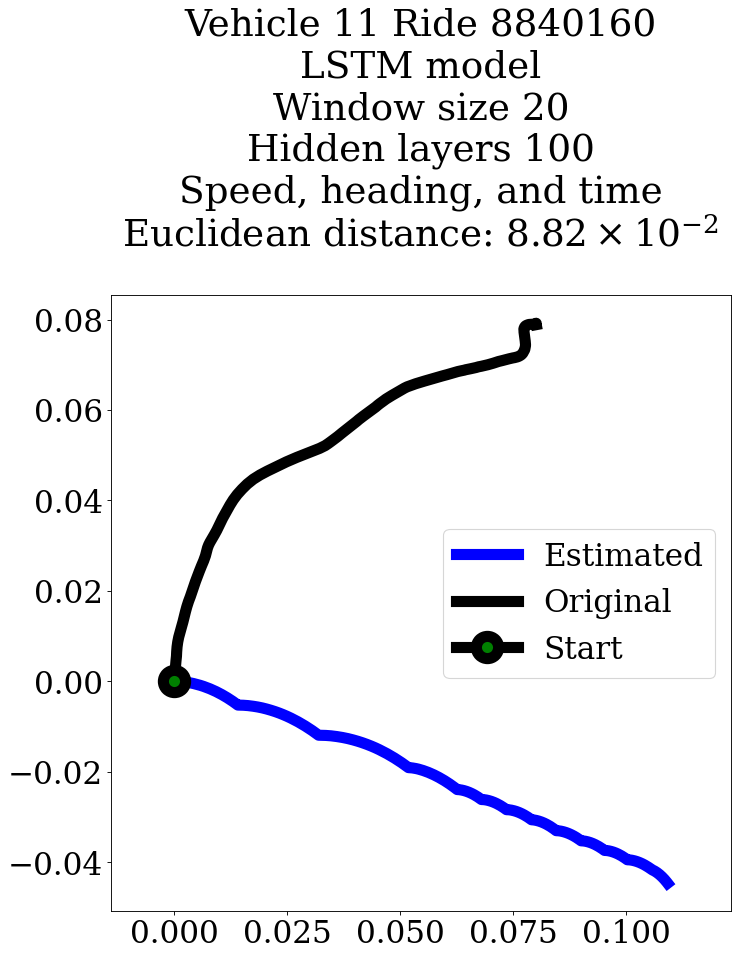 Vehicle 11 Ride 8840160
LSTM model
Window size 20
Hidden layers 100
Speed, heading, and time
Euclidean distance: 8.82 × 10⁻²
0.08
0.06
0.04
0.02
0.00
−0.02
−0.04
Estimated
Original
Start
0.000 0.025 0.050 0.075 0.100